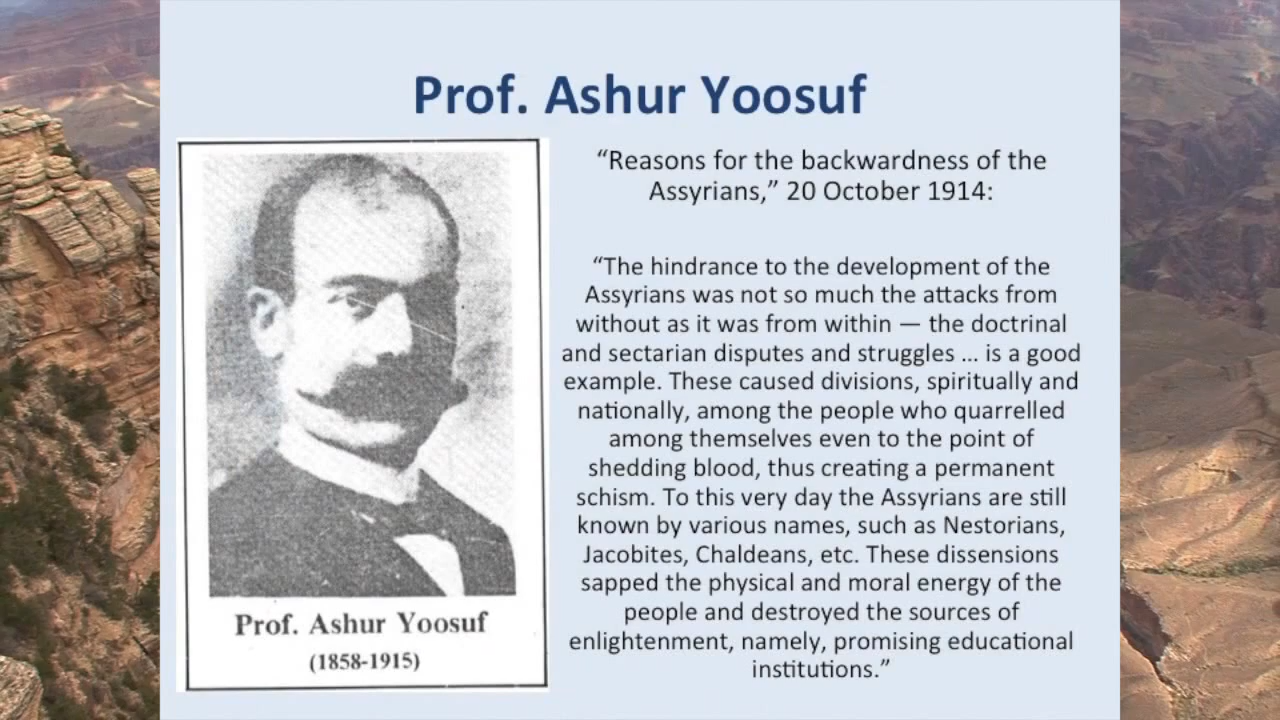 Prof. Ashur Yoosuf
Prof. Ashur Yoosuf
(1858-1915)
“Reasons for the backwardness of the
Assyrians,” 20 October 1914:
“The hindrance to the development of the
Assyrians was not so much the attacks from
without as it was from within — the doctrinal
and sectarian disputes and struggles ... is a good
example. These caused divisions, spiritually and
nationally, among the people who quarrelled
among themselves even to the point of
shedding blood, thus creating a permanent
schism. To this very day the Assyrians are still
known by various names, such as Nestorians,
Jacobites, Chaldeans, etc. These dissensions
sapped the physical and moral energy of the
people and destroyed the sources of
enlightenment, namely, promising educational
institutions.”